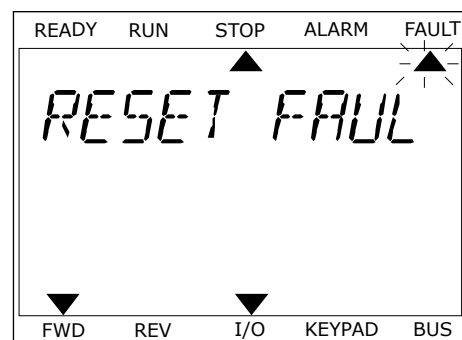 READY RUN STOP ALARM FAULT
RESET FAUL
FWD REV I/O KEYPAD BUS